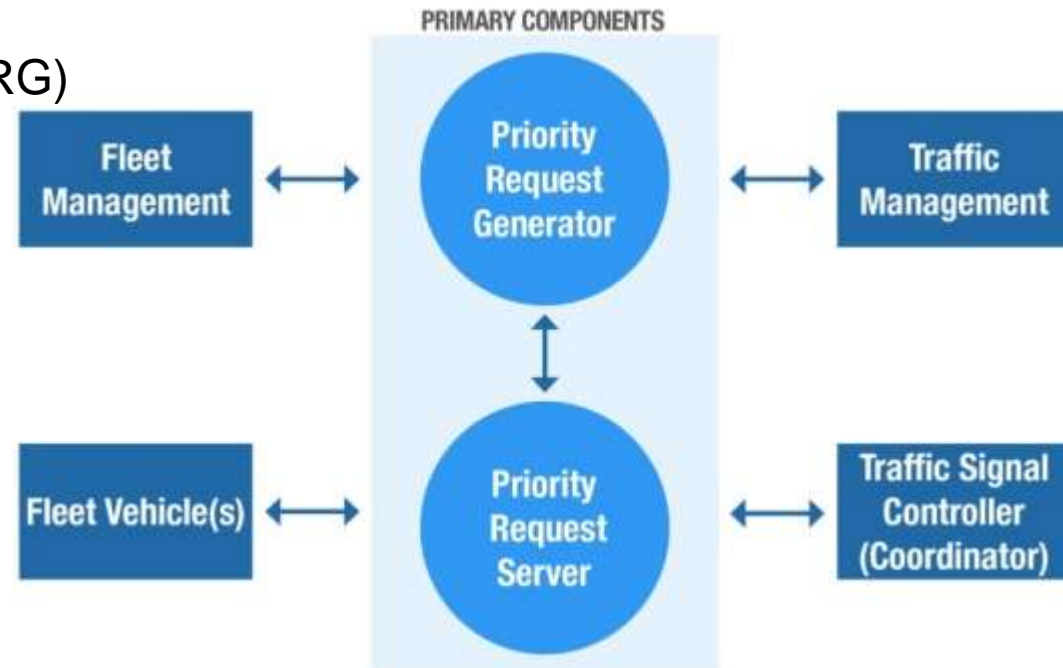 PRIMARY COMPONENTS
RG)
Fleet
Management
Priority
Request
Generator
Traffic
Management
Fleet Vehicle(s)
Priority
Request
Server
Traffic Signal
Controller
(Coordinator)